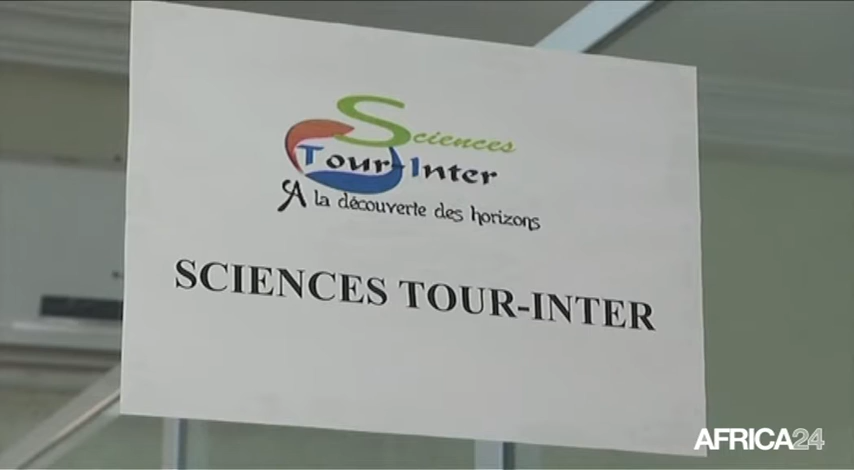 Sciences
Tour-Inter
A la découverte des horizons
SCIENCES TOUR-INTER
AFRICA24